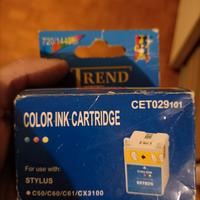 720/1440
TREND
CET029101
COLOR INK CARTRIDGE
For use with:
STYLUS
• C50/C60/C61/CX3100